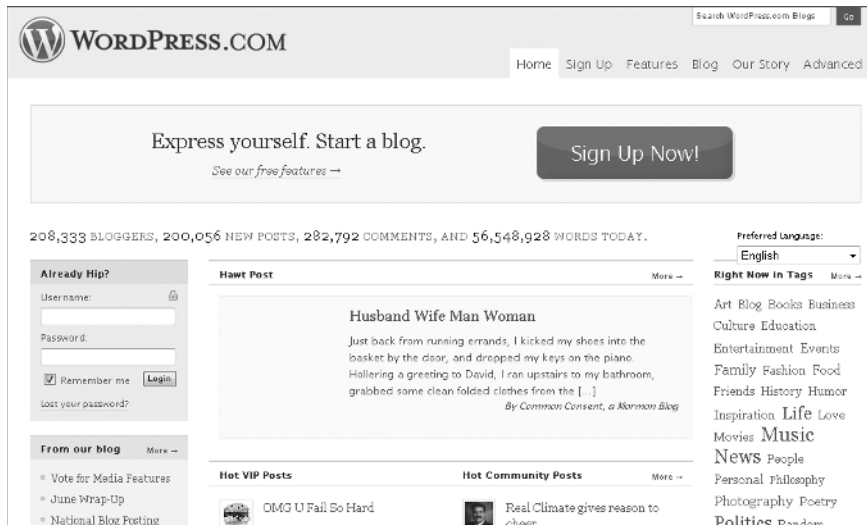 Search WordPress.com Blogs Go
WORDPRESS.COM
Home Sign Up Features Blog Our Story Advanced
Express yourself. Start a blog.
See our free features →
Sign Up Now!
208,333 BLOGGERS, 200,056 NEW POSTS, 282,792 COMMENTS, AND 56,548,928 WORDS TODAY.
Preferred Language:
English
Already Hip?
Username:
Password:
Remember me Login
Lost your password?
From our blog More →
Vote for Media Features
June Wrap-Up
National Blog Posting
Hawt Post More →
Husband Wife Man Woman
Just back from running errands, I kicked my shoes into the
basket by the door, and dropped my keys on the piano.
Hollering a greeting to David, I ran upstairs to my bathroom,
grabbed some clean folded clothes from the [...]
By Common Consent, a Mormon Blog
Hot VIP Posts
OMG U Fail So Hard
Hot Community Posts More →
Real Climate gives reason to
cheer
Right Now in Tags More →
Art Blog Books Business
Culture Education
Entertainment Events
Family Fashion Food
Friends History Humor
Inspiration Life Love
Movies Music
News People
Personal Philosophy
Photography Poetry
Politics Random